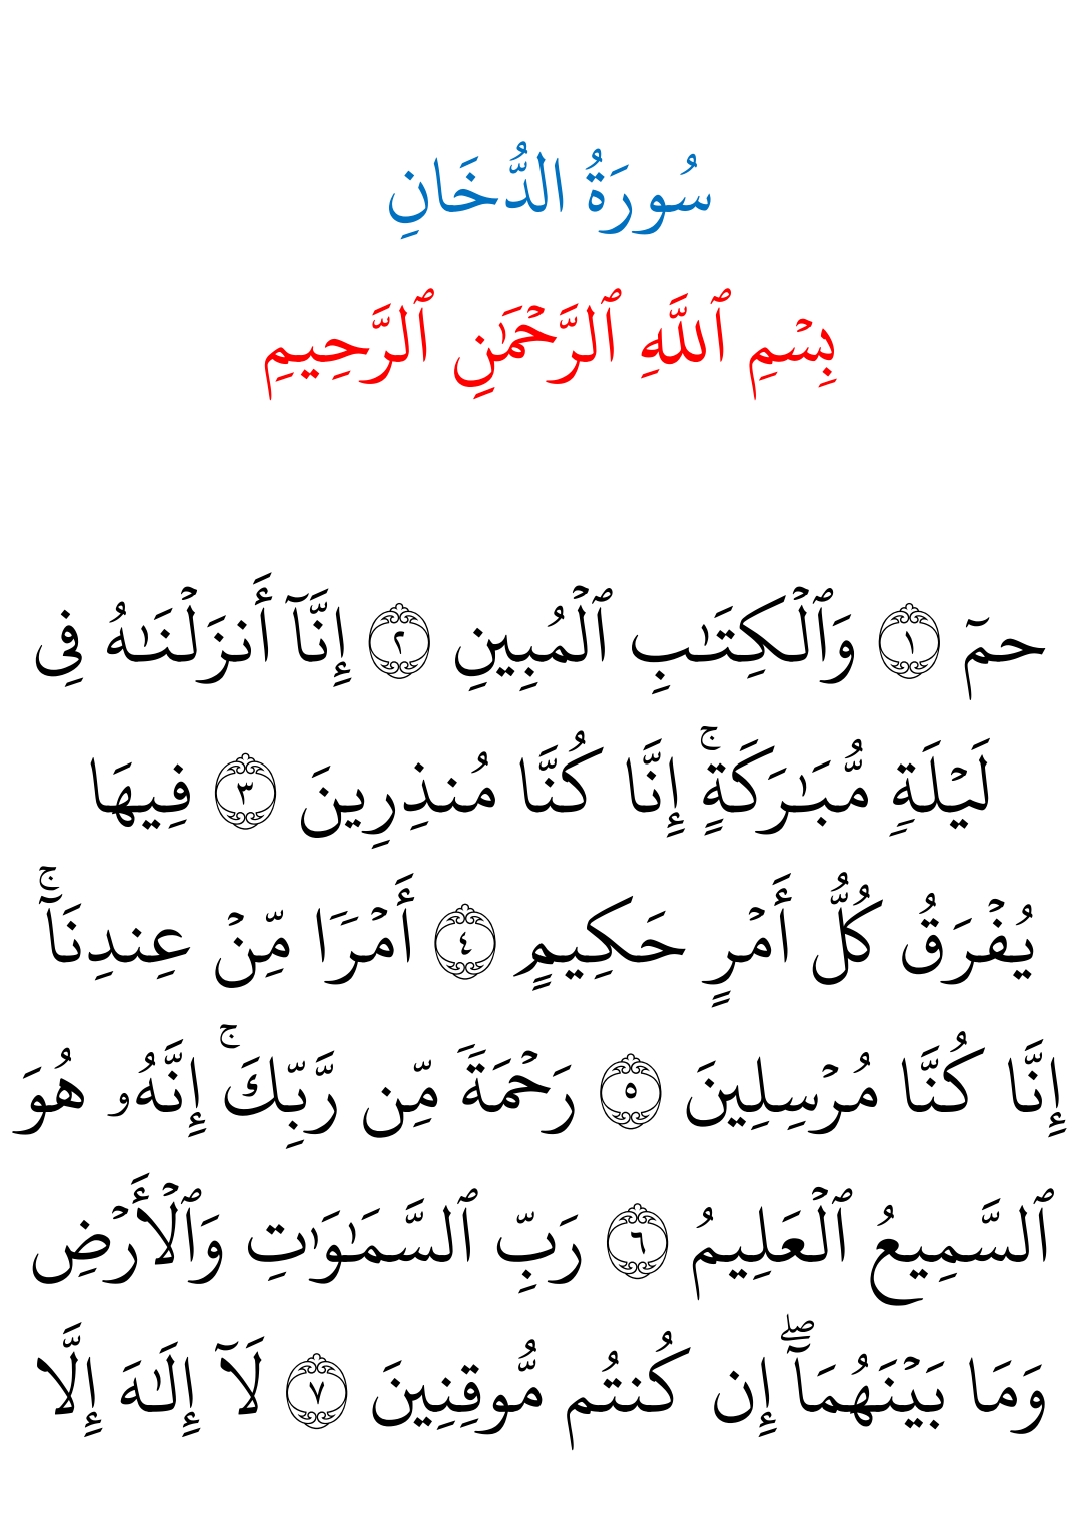 سُورَةُ الدُّخَانِ
بِسْمِ ٱللَّهِ ٱلرَّحْمَٰنِ ٱلرَّحِيمِ
حمٓ ١ وَٱلْكِتَـٰبِ ٱلْمُبِينِ ٢ إِنَّآ أَنزَلْنَـٰهُ فِى
لَيْلَةٍ مُّبَـٰرَكَةٍ ۚ إِنَّا كُنَّا مُنذِرِينَ ٣ فِيهَا
يُفْرَقُ كُلُّ أَمْرٍ حَكِيمٍ ٤ أَمْرًا مِّنْ عِندِنَآ ۚ
إِنَّا كُنَّا مُرْسِلِينَ ٥ رَحْمَةً مِّن رَّبِّكَ ۚ إِنَّهُۥ هُوَ
ٱلسَّمِيعُ ٱلْعَلِيمُ ٦ رَبِّ ٱلسَّمَـٰوَٰتِ وَٱلْأَرْضِ
وَمَا بَيْنَهُمَآ ۖ إِن كُنتُم مُّوقِنِينَ ٧ لَآ إِلَـٰهَ إِلَّا